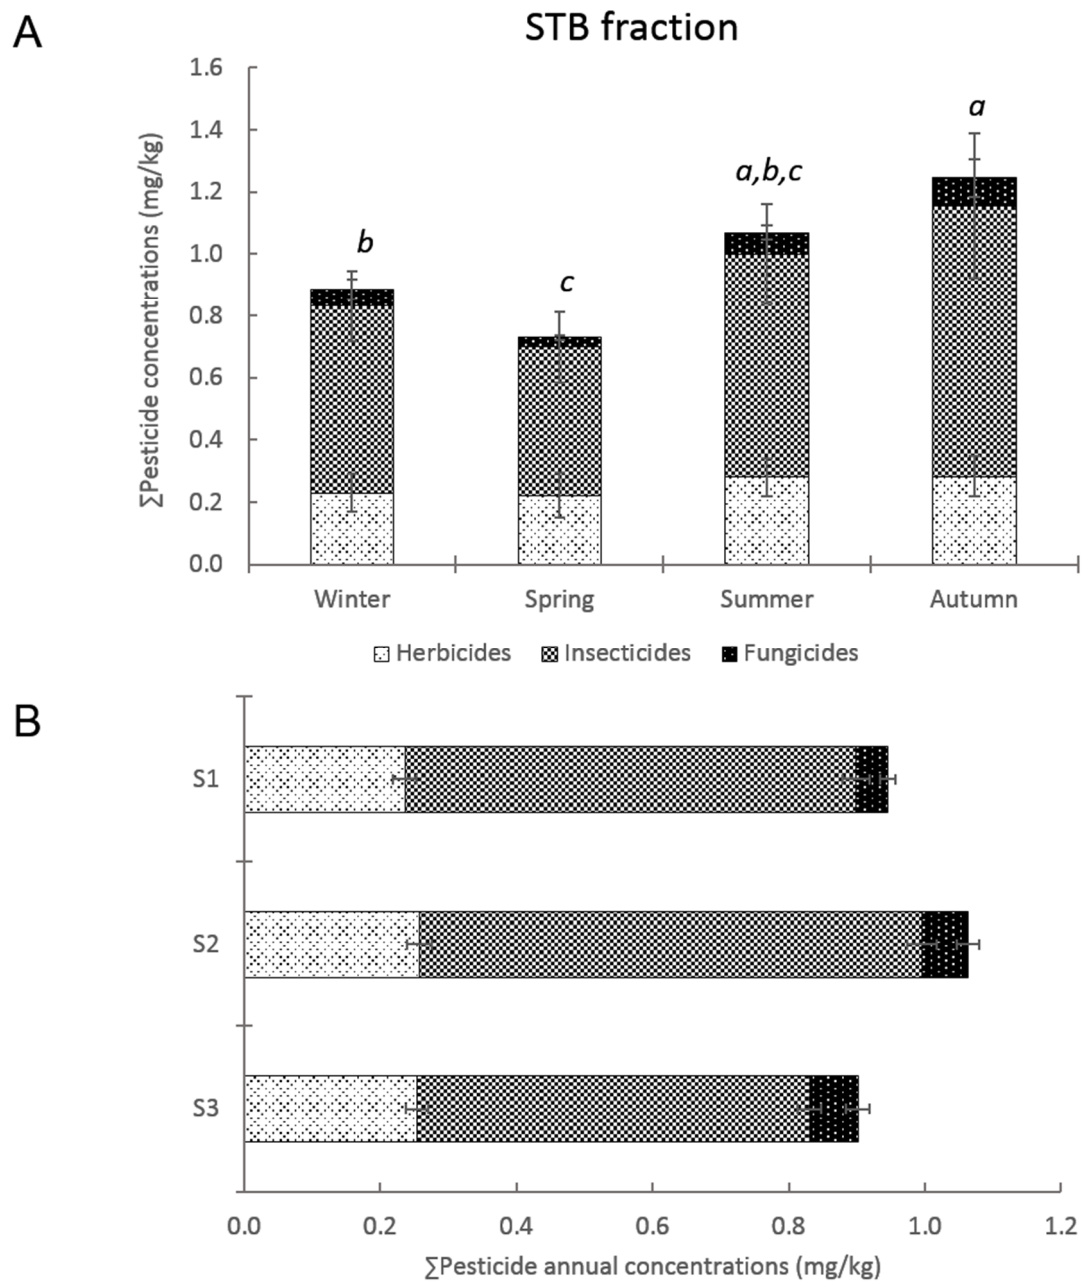 A
STB fraction
∑Pesticide concentrations (mg/kg)
1.6
1.4
1.2
1.0
0.8
0.6
0.4
0.2
0.0
b
c
a,b,c
a
Winter Spring Summer Autumn
Herbicides Insecticides Fungicides
B
S1
S2
S3
0.0 0.2 0.4 0.6 0.8 1.0 1.2
∑Pesticide annual concentrations (mg/kg)